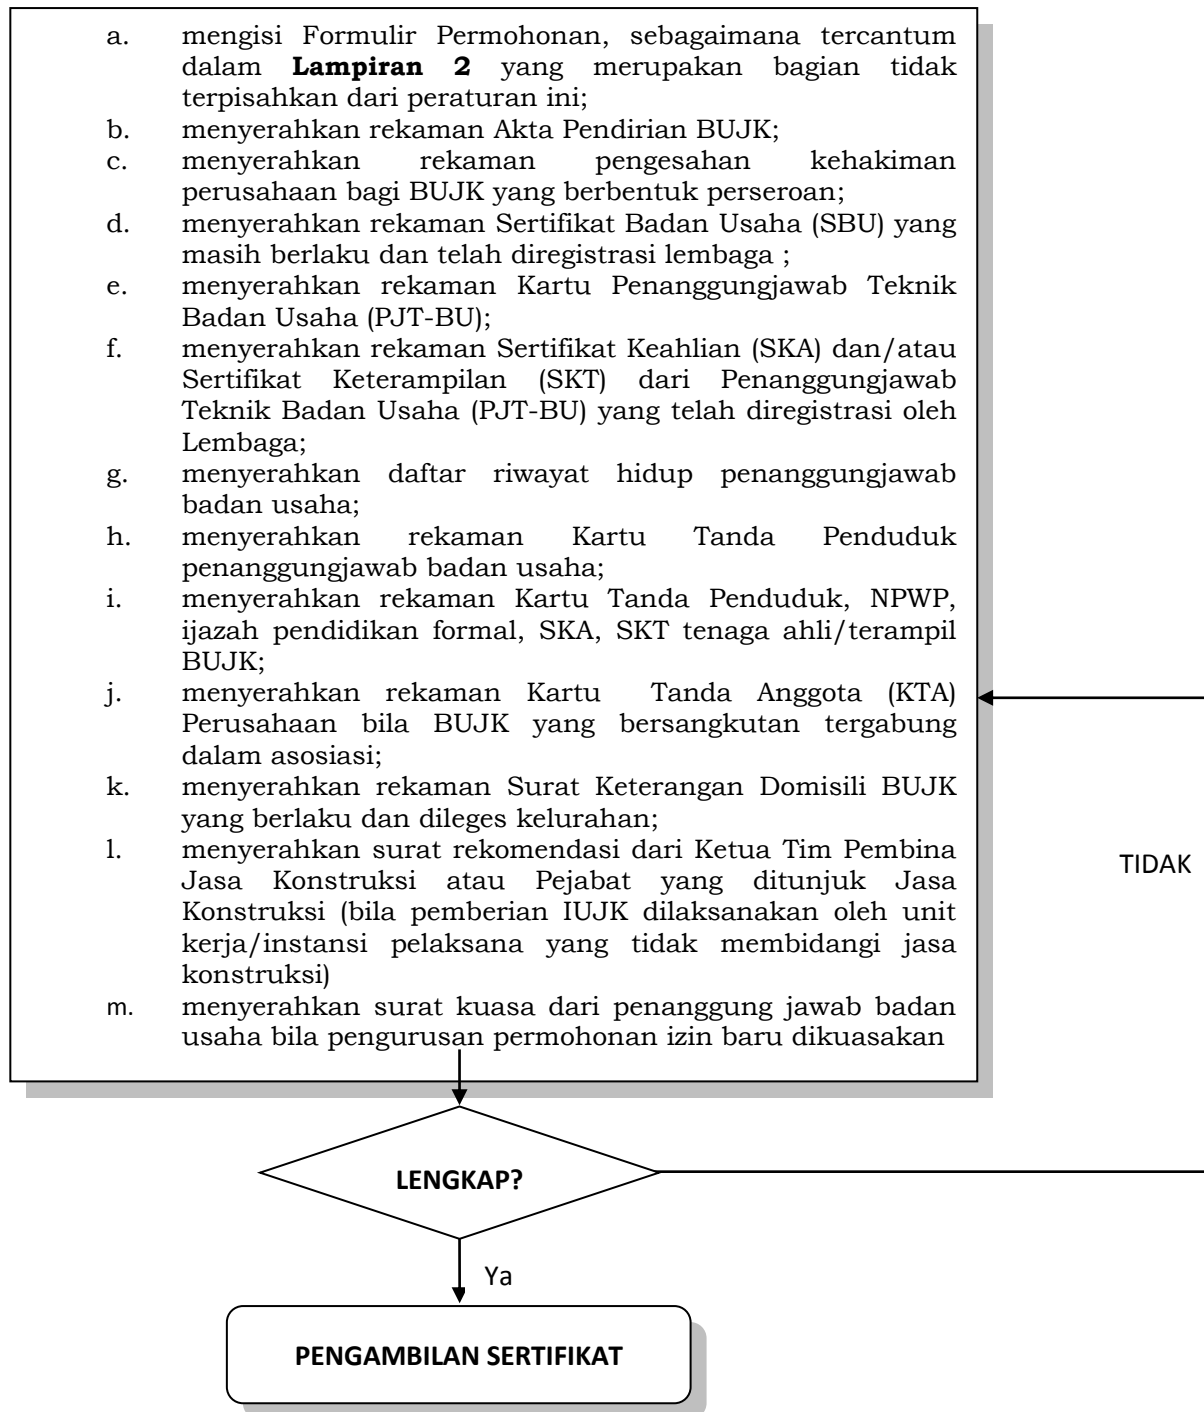 a. mengisi Formulir Permohonan, sebagaimana tercantum
dalam Lampiran 2 yang merupakan bagian tidak
terpisahkan dari peraturan ini;
b. menyerahkan rekaman Akta Pendirian BUJK;
c. menyerahkan rekaman pengesahan kehakiman
perusahaan bagi BUJK yang berbentuk perseroan;
d. menyerahkan rekaman Sertifikat Badan Usaha (SBU) yang
masih berlaku dan telah diregistrasi lembaga ;
e. menyerahkan rekaman Kartu Penanggungjawab Teknik
Badan Usaha (PJT-BU);
f. menyerahkan rekaman Sertifikat Keahlian (SKA) dan/atau
Sertifikat Keterampilan (SKT) dari Penanggungjawab
Teknik Badan Usaha (PJT-BU) yang telah diregistrasi oleh
Lembaga;
g. menyerahkan daftar riwayat hidup penanggungjawab
badan usaha;
h. menyerahkan rekaman Kartu Tanda Penduduk
penanggungjawab badan usaha;
i. menyerahkan rekaman Kartu Tanda Penduduk, NPWP,
ijazah pendidikan formal, SKA, SKT tenaga ahli/terampil
BUJK;
j. menyerahkan rekaman Kartu Tanda Anggota (KTA)
Perusahaan bila BUJK yang bersangkutan tergabung
dalam asosiasi;
k. menyerahkan rekaman Surat Keterangan Domisili BUJK
yang berlaku dan dileges kelurahan;
l. menyerahkan surat rekomendasi dari Ketua Tim Pembina
Jasa Konstruksi atau Pejabat yang ditunjuk Jasa
Konstruksi (bila pemberian IUJK dilaksanakan oleh unit
kerja/instansi pelaksana yang tidak membidangi jasa
konstruksi)
m. menyerahkan surat kuasa dari penanggung jawab badan
usaha bila pengurusan permohonan izin baru dikuasakan
TIDAK
LENGKAP?
Ya
PENGAMBILAN SERTIFIKAT